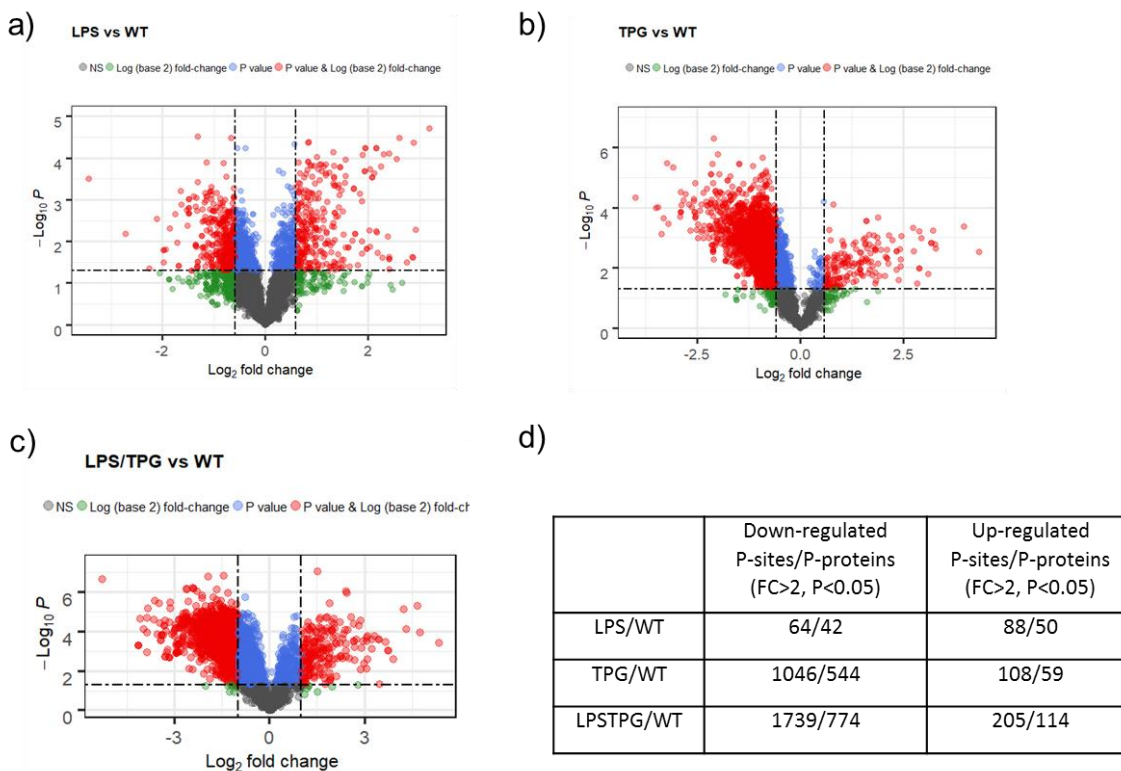 a)
LPS vs WT
NS Log (base 2) fold-change P value P value & Log (base 2) fold-change
5
4
3
2
1
0
−Log10 P
-2 0 2
Log2 fold change
b)
TPG vs WT
NS Log (base 2) fold-change P value P value & Log (base 2) fold-change
6
4
2
0
−Log10 P
-2.5 0.0 2.5
Log2 fold change
c)
LPS/TPG vs WT
NS Log (base 2) fold-change P value P value & Log (base 2) fold-cl
6
4
2
0
−Log10 P
-3 0 3
Log2 fold change
d)
Down-regulated P-sites/P-proteins (FC>2, P<0.05)
Up-regulated P-sites/P-proteins (FC>2, P<0.05)
LPS/WT 64/42 88/50
TPG/WT 1046/544 108/59
LPSTPG/WT 1739/774 205/114